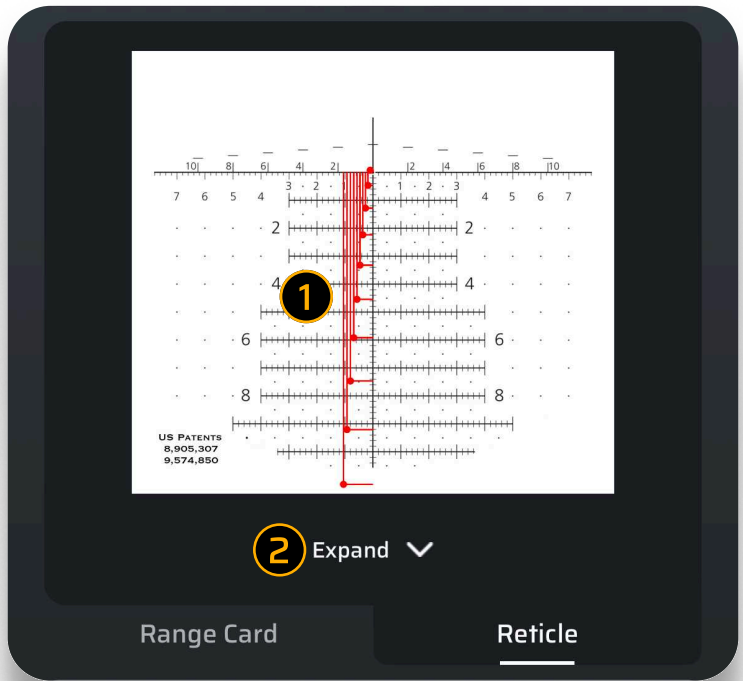 10| 8| 6| 4| 2| |2 |4 |6 |8 |10
7 6 5 4 3 2 1 1 2 3 4 5 6 7
2 2
4 4
1
6 6
8 8
US PATENTS
8,905,307
9,574,850
2 Expand
Range Card Reticle